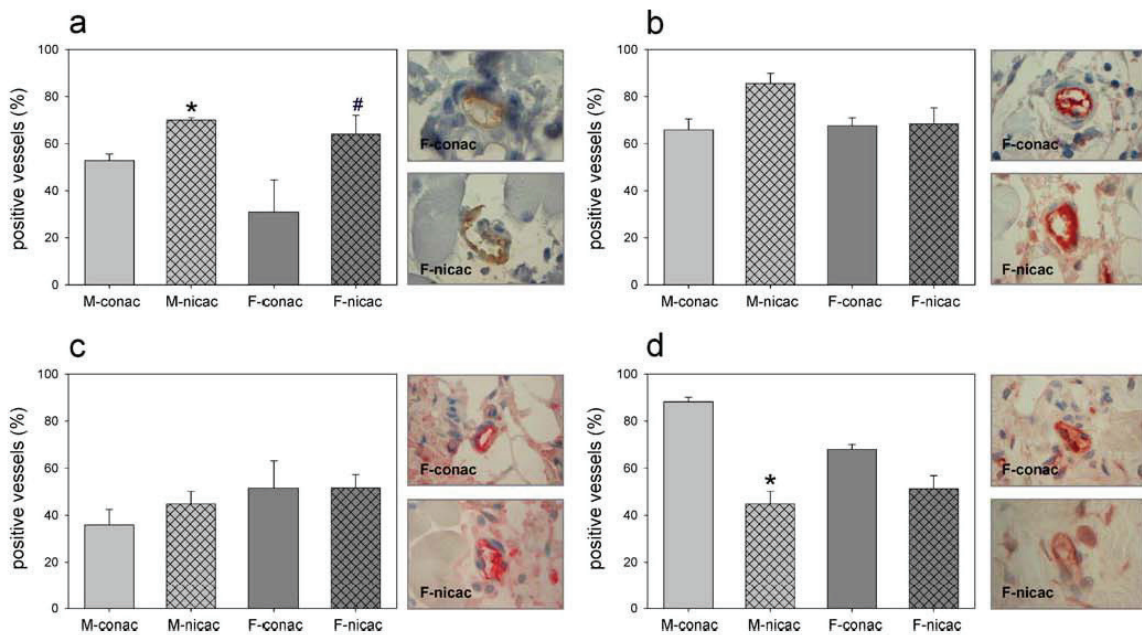 a
positive vessels (%)
100
80
60
40
20
0
*
#
M-conac M-nicac F-conac F-nicac
F-conac
F-nicac
b
positive vessels (%)
100
80
60
40
20
0
M-conac M-nicac F-conac F-nicac
F-conac
F-nicac
c
positive vessels (%)
100
80
60
40
20
0
M-conac M-nicac F-conac F-nicac
F-conac
F-nicac
d
positive vessels (%)
100
80
60
40
20
0
*
M-conac M-nicac F-conac F-nicac
F-conac
F-nicac